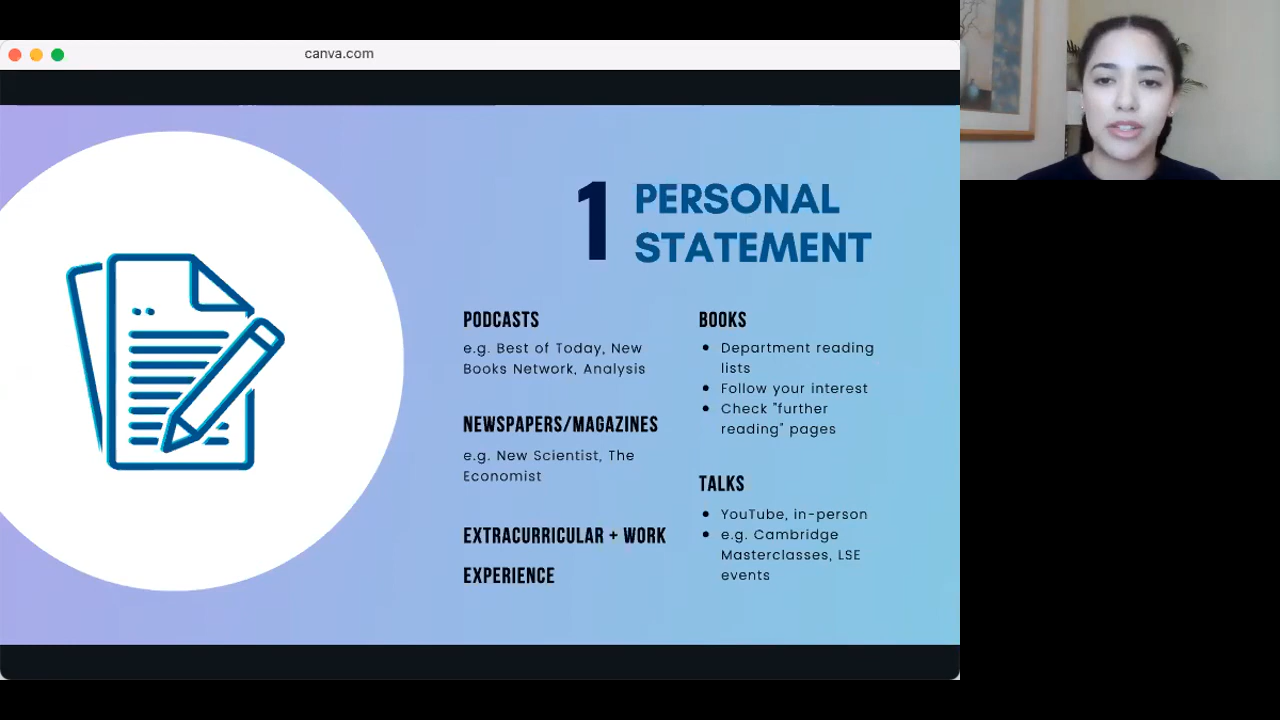 canva.com
1 PERSONAL
STATEMENT
PODCASTS
e.g. Best of Today, New
Books Network, Analysis
NEWSPAPERS/MAGAZINES
e.g. New Scientist, The
Economist
EXTRACURRICULAR + WORK
EXPERIENCE
BOOKS
• Department reading
lists
• Follow your interest
• Check "further
reading" pages
TALKS
• YouTube, in-person
• e.g. Cambridge
Masterclasses, LSE
events